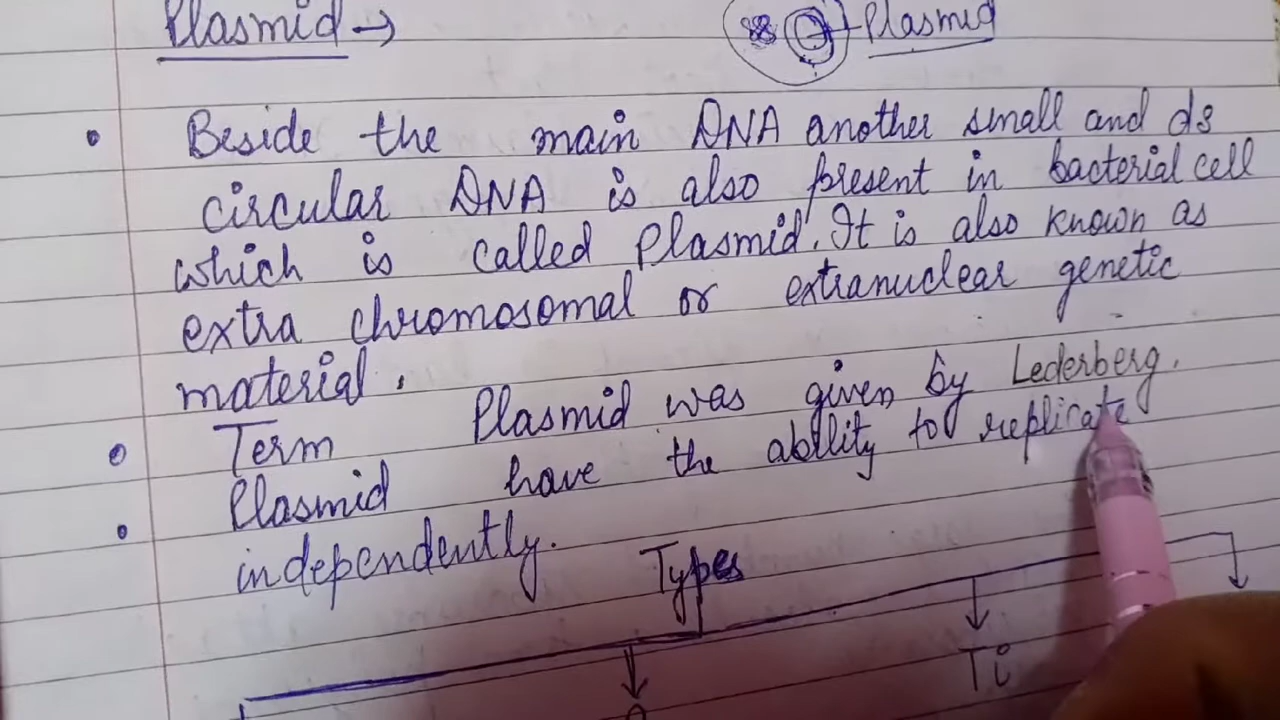 Plasmid →
Plasmid
Beside the main DNA another small and ds
circular DNA is also present in bacterial cell
which is called Plasmid. It is also known as
extra chromosomal or extranuclear genetic
material.
Term Plasmid was given by Lederberg.
Plasmid have the ability to replicate
independently.
Types
Ti